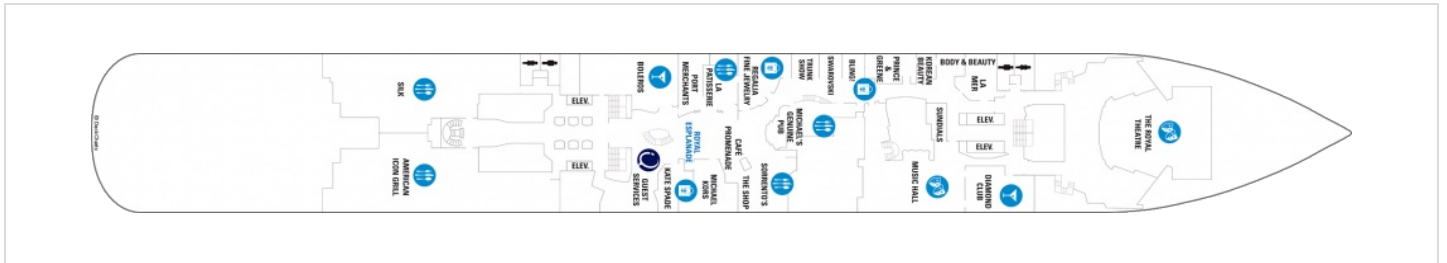 © DeckChart
SILK
AMERICAN
ICON GRILL
ELEV.
ELEV.
BOLEROS
PORT
MERCHANTS
LA
PATISSERIE
REGALIA
FINE JEWELRY
TRUNK
SHOW
SWAROVSKI
BLING!
PRINCE
&
GREENE
KOREAN
BEAUTY
BODY & BEAUTY
LA
MER
ROYAL
ESPLANADE
CAFÉ
PROMENADE
MICHAEL'S
GENUINE
PUB
SUNDIALS
ELEV.
ELEV.
GUEST
SERVICES
KATE SPADE
MICHAEL
KORS
THE SHOP
SORRENTO'S
MUSIC HALL
DIAMOND
CLUB
THE ROYAL
THEATRE